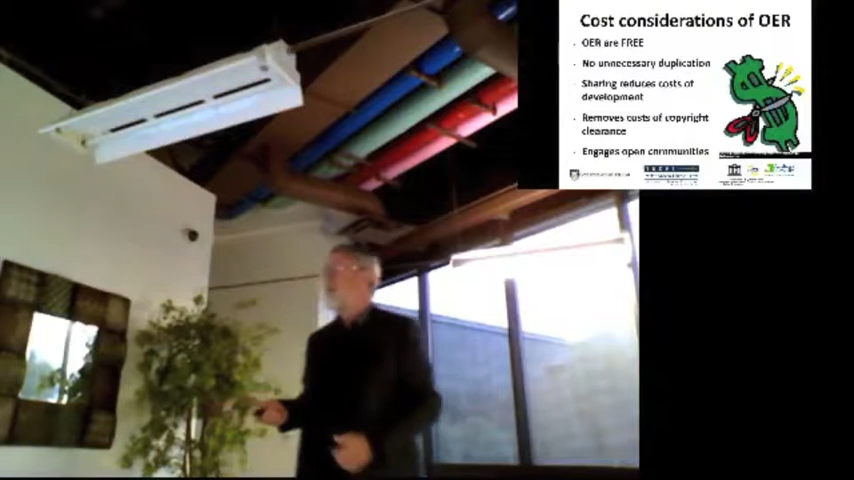 Cost considerations of OER
OER are FREE
No unnecessary duplication
Sharing reduces costs of
development
Removes costs of copyright
clearance
Engages open communities